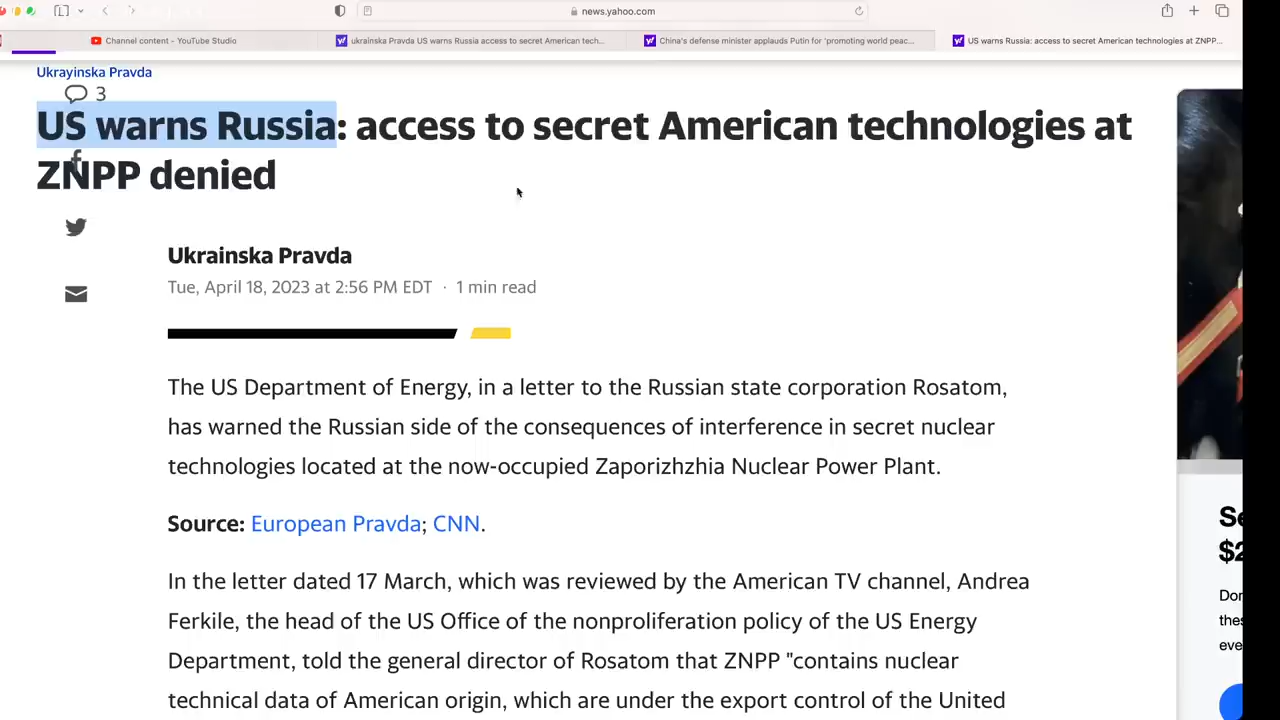 news.yahoo.com
Channel content - YouTube Studio
ukrainska Pravda US warns Russia access to secret American tech...
China's defense minister applauds Putin for 'promoting world peac...
US warns Russia: access to secret American technologies at ZNPP...
Ukrayinska Pravda
3
US warns Russia: access to secret American technologies at
ZNPP denied
Ukrainska Pravda
Tue, April 18, 2023 at 2:56 PM EDT · 1 min read
The US Department of Energy, in a letter to the Russian state corporation Rosatom,
has warned the Russian side of the consequences of interference in secret nuclear
technologies located at the now-occupied Zaporizhzhia Nuclear Power Plant.
Source: European Pravda; CNN.
In the letter dated 17 March, which was reviewed by the American TV channel, Andrea
Ferkile, the head of the US Office of the nonproliferation policy of the US Energy
Department, told the general director of Rosatom that ZNPP "contains nuclear
technical data of American origin, which are under the export control of the United